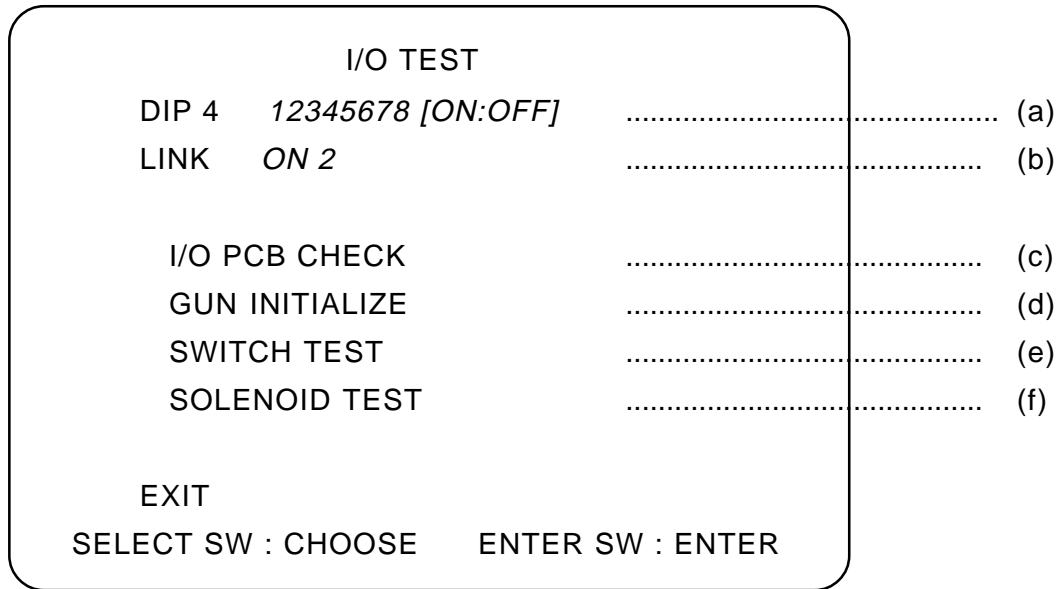 I/O TEST
DIP 4 12345678 [ON:OFF] .......................................... (a)
LINK ON 2 ........................................ (b)
I/O PCB CHECK ........................................ (c)
GUN INITIALIZE ........................................ (d)
SWITCH TEST ........................................ (e)
SOLENOID TEST ........................................ (f)
EXIT
SELECT SW : CHOOSE ENTER SW : ENTER